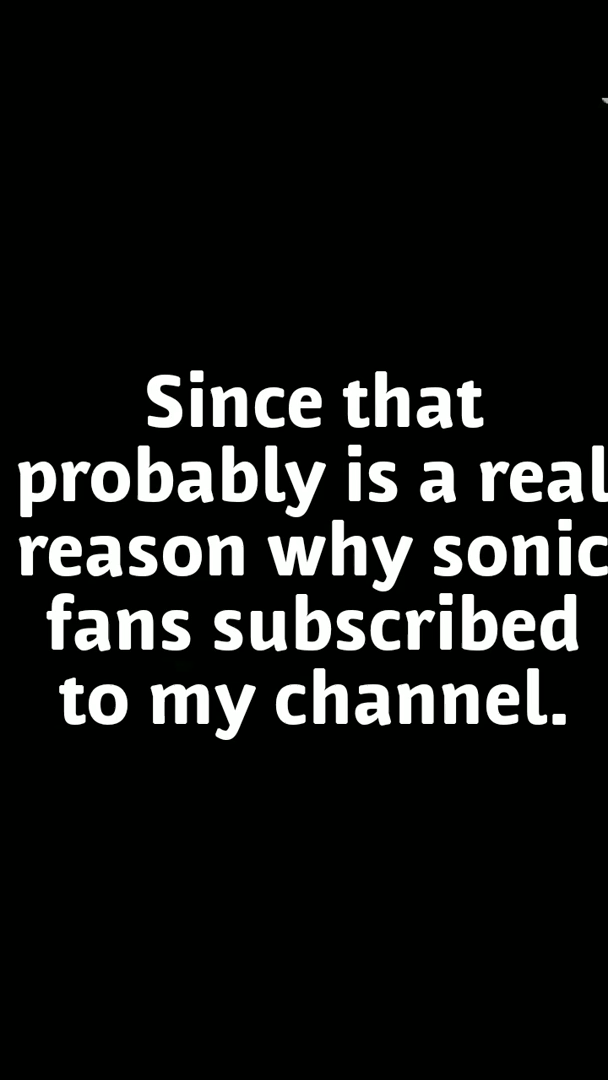 Since that
probably is a real
reason why sonic
fans subscribed
to my channel.